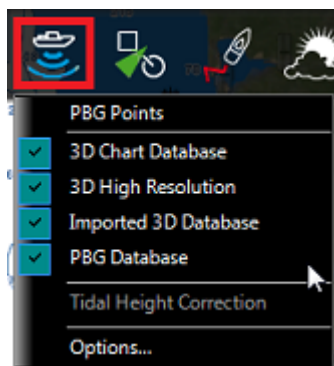 PBG Points
3D Chart Database
3D High Resolution
Imported 3D Database
PBG Database
Tidal Height Correction
Options...